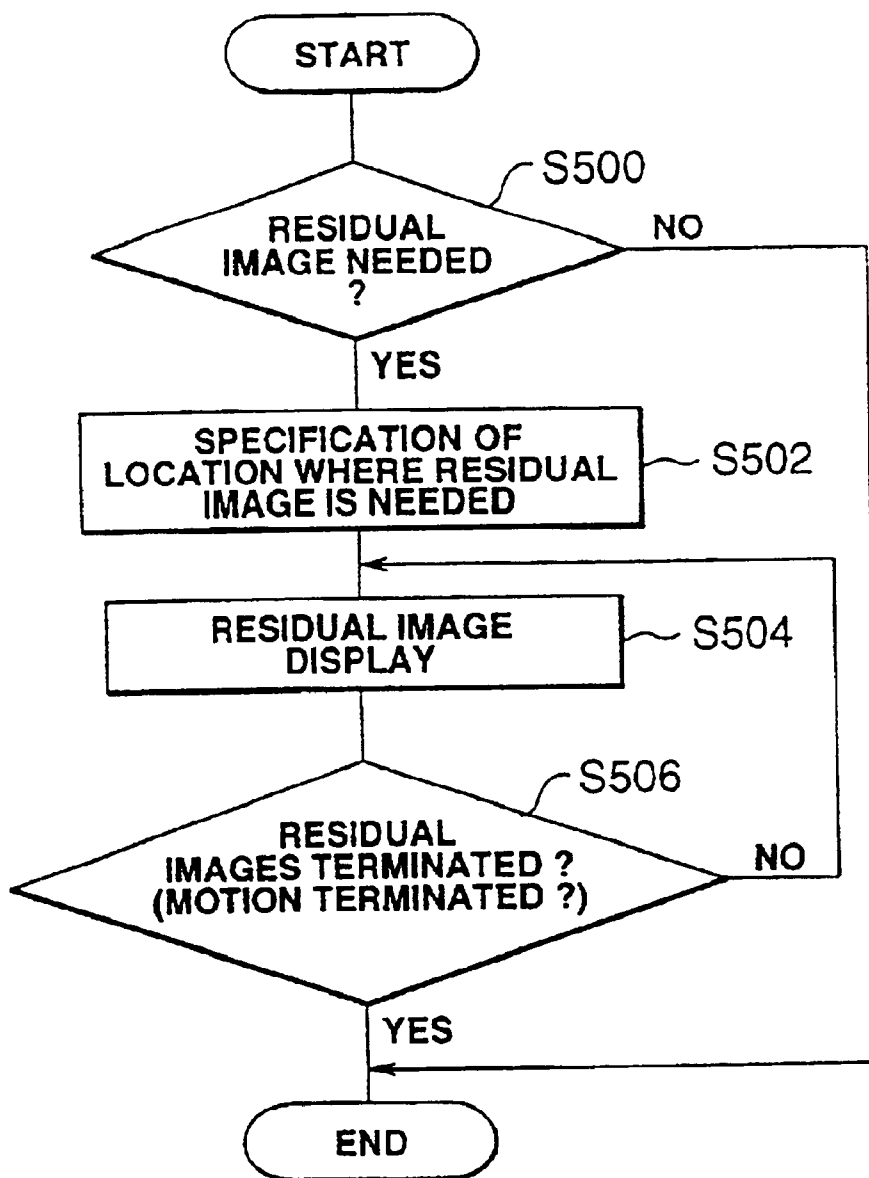 START
S500
RESIDUAL
IMAGE NEEDED
?
NO
YES
SPECIFICATION OF
LOCATION WHERE RESIDUAL
IMAGE IS NEEDED
S502
RESIDUAL IMAGE
DISPLAY
S504
S506
RESIDUAL
IMAGES TERMINATED ?
(MOTION TERMINATED ?)
NO
YES
END